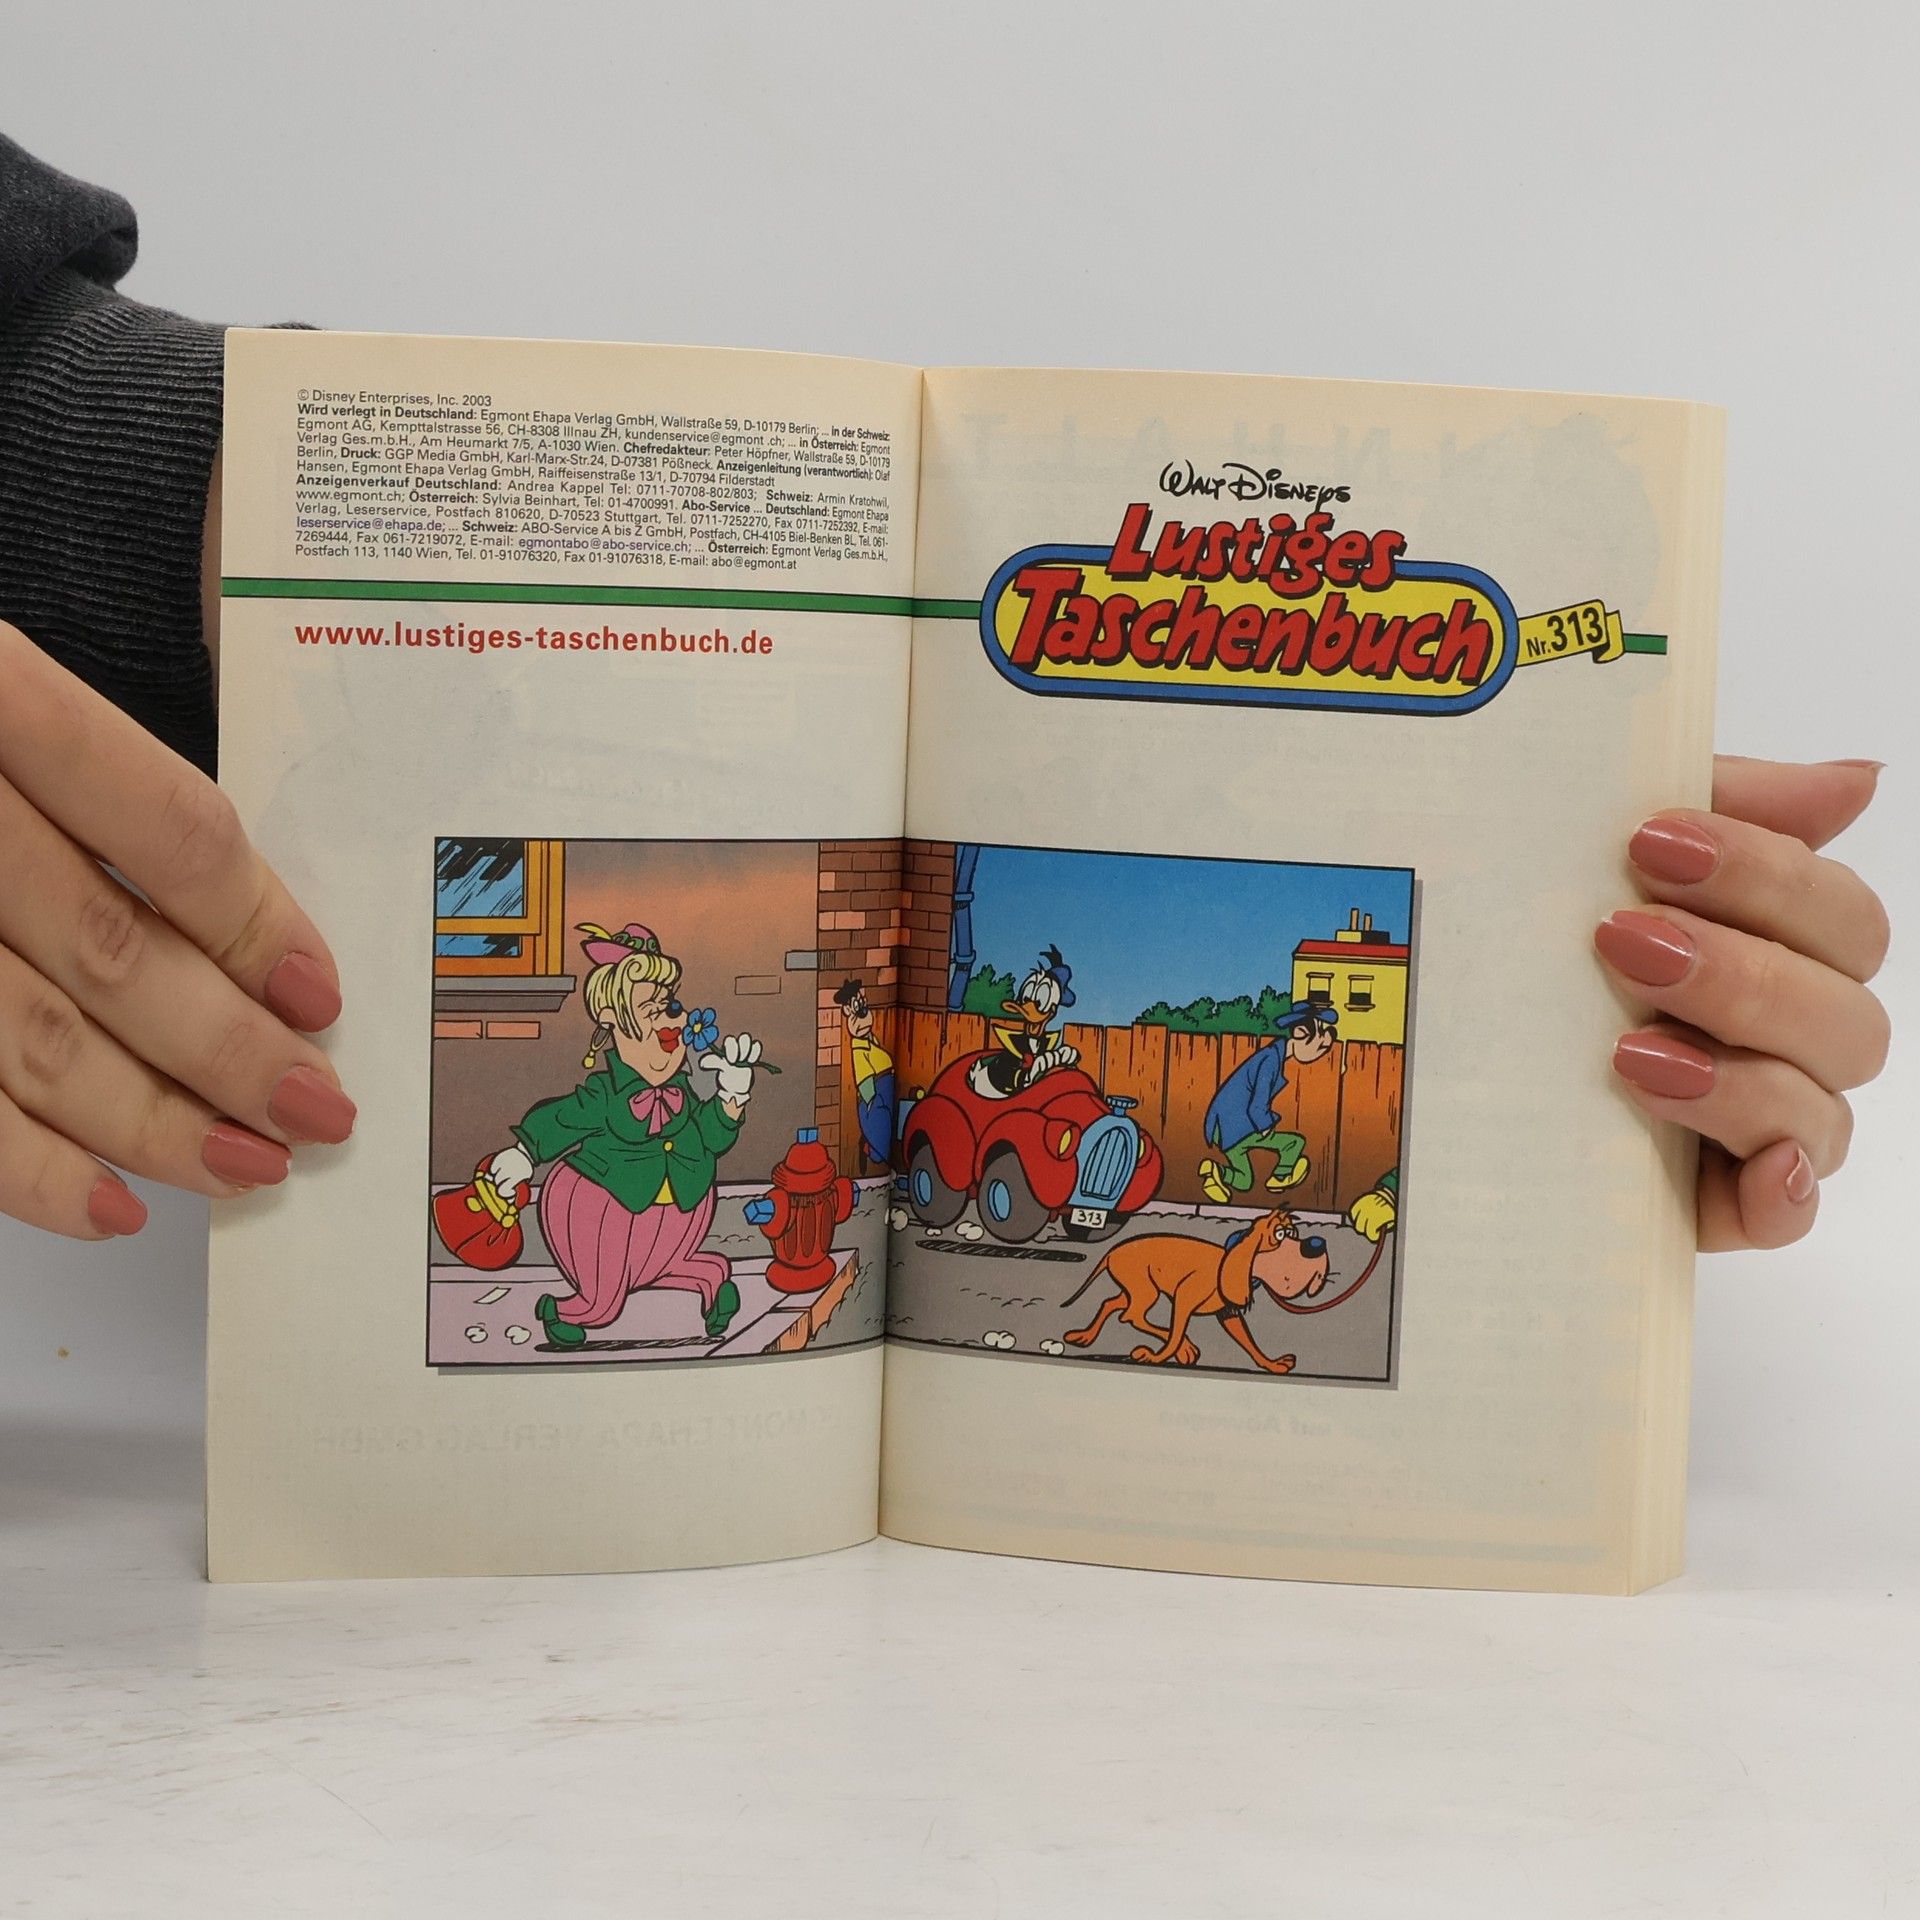 © Disney Enterprises, Inc. 2003
Wird verlegt in Deutschland: Egmont Ehapa Verlag GmbH, Wallstraße 59, D-10179 Berlin; ... in der Schweiz:
Egmont AG, Kempttalstrasse 56, CH-8308 Illnau ZH, kundenservice@egmont .ch; ... in Österreich: Egmont
Verlag Ges.m.b.H., Am Heumarkt 7/5, A-1030 Wien. Chefredakteur: Peter Höpfner, Wallstraße 59, D-10179
Berlin, Druck: GGP Media GmbH, Karl-Marx-Str.24, D-07381 Pößneck. Anzeigenleitung (verantwortlich): Olaf
Hansen, Egmont Ehapa Verlag GmbH, Raiffeisenstraße 13/1, D-70794 Filderstadt
Anzeigenverkauf Deutschland: Andrea Kappel Tel: 0711-70708-802/803; Schweiz: Armin Kratohwil,
www.egmont.ch; Österreich: Sylvia Beinhart, Tel: 01-4700991. Abo-Service ... Deutschland: Egmont Ehapa
Verlag, Leserservice, Postfach 810620, D-70523 Stuttgart, Tel. 0711-7252270, Fax 0711-7252392, E-mail:
leserservice@ehapa.de; ... Schweiz: ABO-Service A bis Z GmbH, Postfach, CH-4105 Biel-Benken BL, Tel. 061-
7269444, Fax 061-7219072, E-mail: egmontabo@abo-service.ch; ... Österreich: Egmont Verlag Ges.m.b.H.,
Postfach 113, 1140 Wien, Tel. 01-91076320, Fax 01-91076318, E-mail: abo@egmont.at
www.lustiges-taschenbuch.de
WALT DISNEYS
Lustiges
Taschenbuch
Nr. 313
313